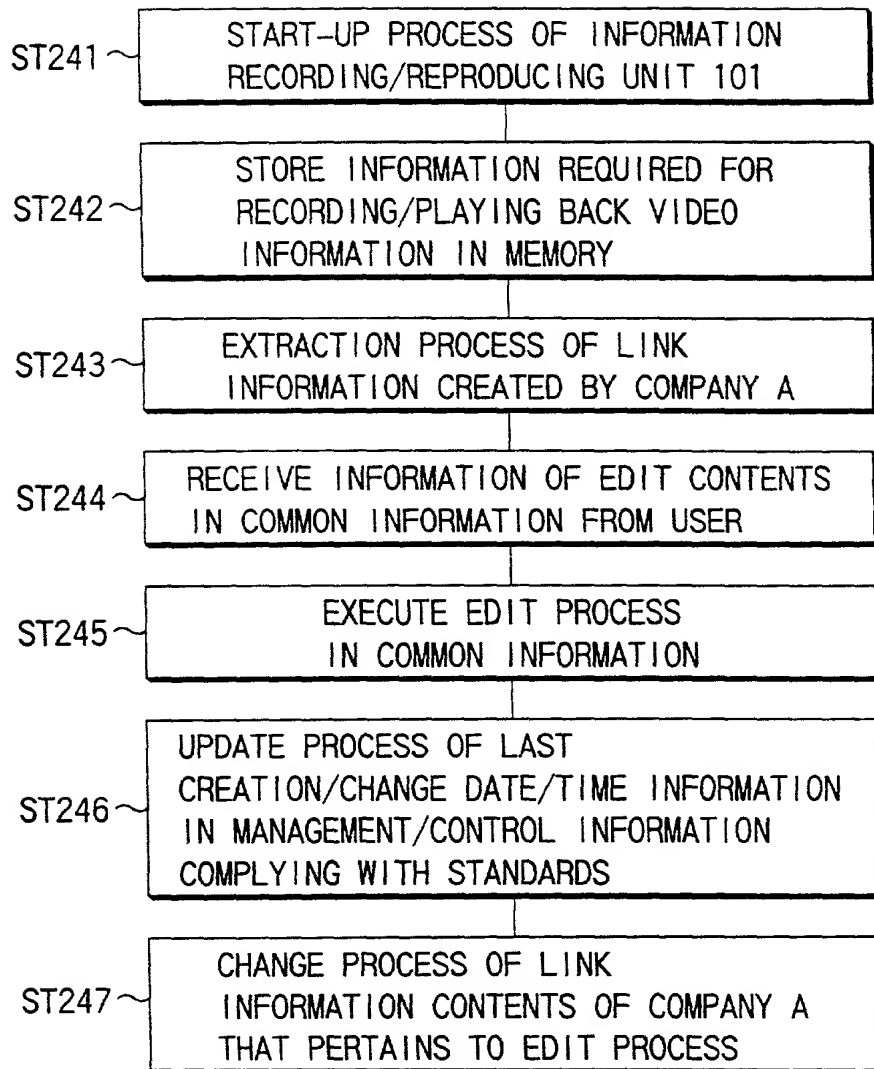 ST241
START-UP PROCESS OF INFORMATION
RECORDING/REPRODUCING UNIT 101
ST242
STORE INFORMATION REQUIRED FOR
RECORDING/PLAYING BACK VIDEO
INFORMATION IN MEMORY
ST243
EXTRACTION PROCESS OF LINK
INFORMATION CREATED BY COMPANY A
ST244
RECEIVE INFORMATION OF EDIT CONTENTS
IN COMMON INFORMATION FROM USER
ST245
EXECUTE EDIT PROCESS
IN COMMON INFORMATION
ST246
UPDATE PROCESS OF LAST
CREATION/CHANGE DATE/TIME INFORMATION
IN MANAGEMENT/CONTROL INFORMATION
COMPLYING WITH STANDARDS
ST247
CHANGE PROCESS OF LINK
INFORMATION CONTENTS OF COMPANY A
THAT PERTAINS TO EDIT PROCESS